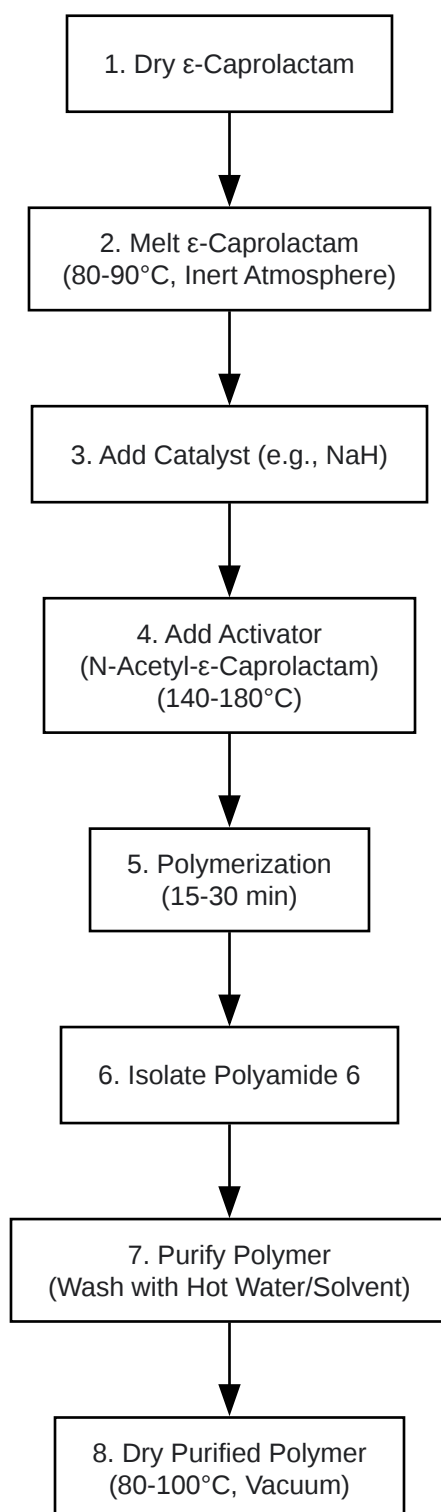 1. Dry ε-Caprolactam
2. Melt ε-Caprolactam
(80-90°C, Inert Atmosphere)
3. Add Catalyst (e.g., NaH)
4. Add Activator
(N-Acetyl-ε-Caprolactam)
(140-180°C)
5. Polymerization
(15-30 min)
6. Isolate Polyamide 6
7. Purify Polymer
(Wash with Hot Water/Solvent)
8. Dry Purified Polymer
(80-100°C, Vacuum)